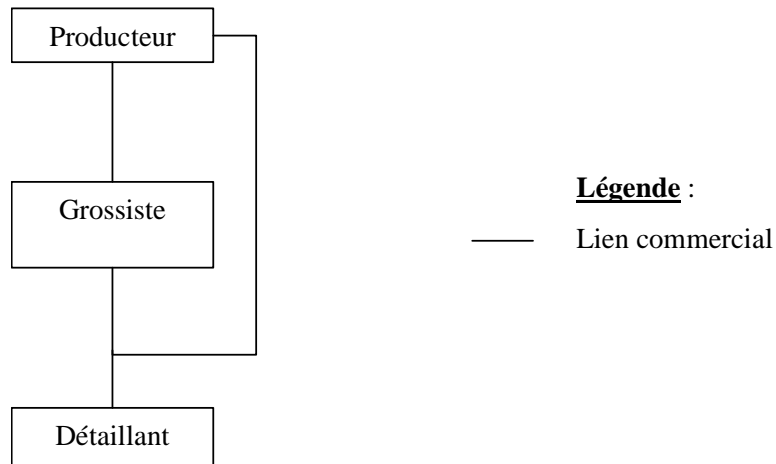 Producteur
Grossiste
Légende :
Lien commercial
Détaillant